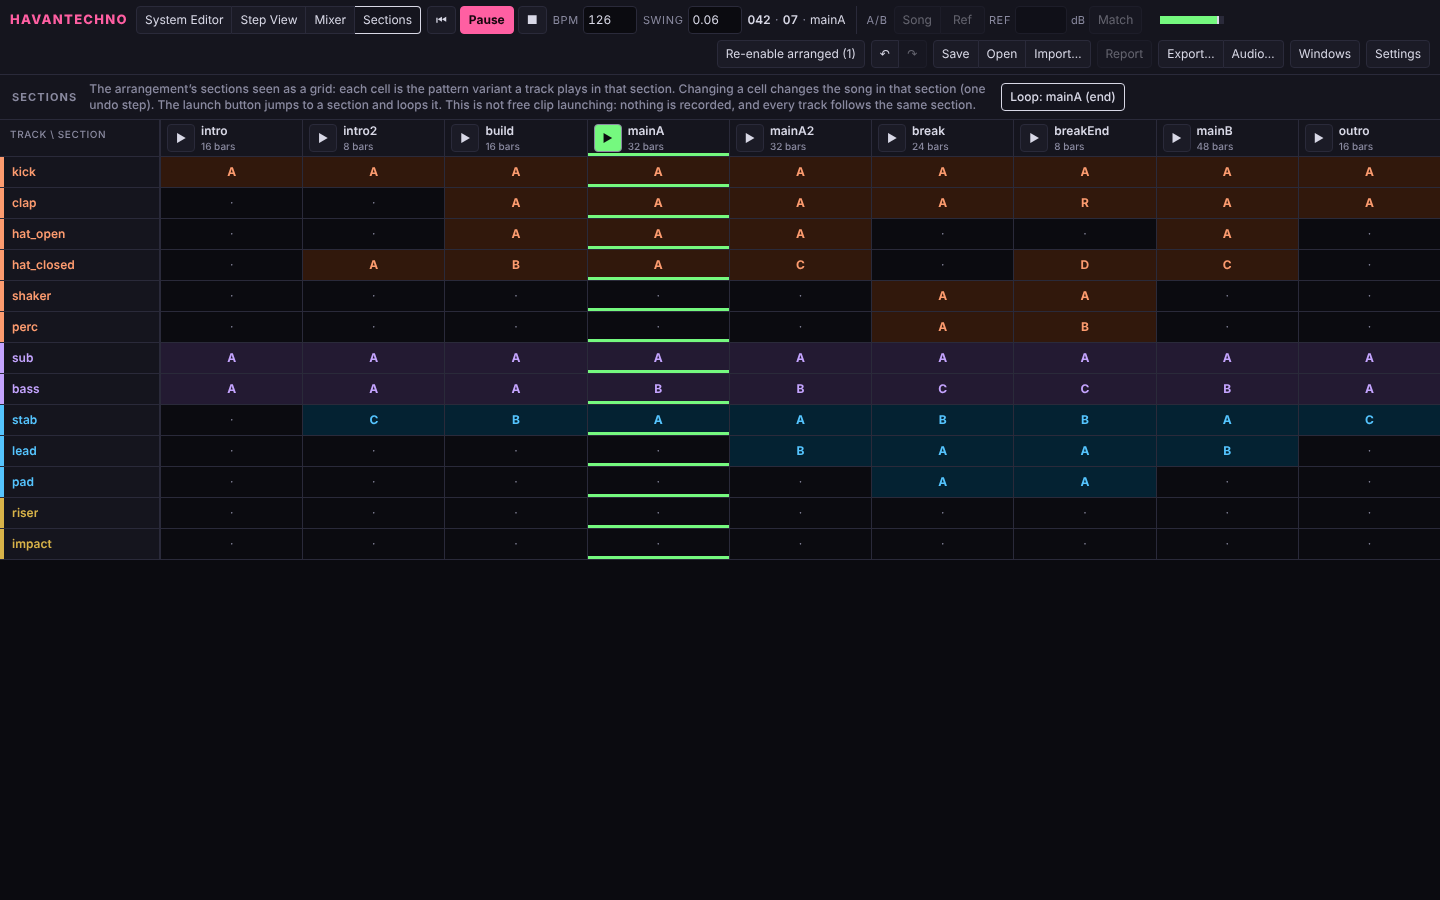 HAVANTECHNO System Editor Step View Mixer Sections ⏮ Pause ■ BPM 126 SWING 0.06 042 · 07 · mainA A/B Song Ref REF dB Match
Re-enable arranged (1) ↶ ↷ Save Open Import... Report Export... Audio... Windows Settings
SECTIONS
The arrangement's sections seen as a grid: each cell is the pattern variant a track plays in that section. Changing a cell changes the song in that section (one
undo step). The launch button jumps to a section and loops it. This is not free clip launching: nothing is recorded, and every track follows the same section.
Loop: mainA (end)
TRACK \ SECTION ▶ intro ▶ intro2 ▶ build ▶ mainA ▶ mainA2 ▶ break ▶ breakEnd ▶ mainB ▶ outro
16 bars 8 bars 16 bars 32 bars 32 bars 24 bars 8 bars 48 bars 16 bars
kick A A A A A A A A A
clap · · A A A A R A A
hat_open · · A A A · · A ·
hat_closed · A B A C · D C ·
shaker · · · · · A A · ·
perc · · · · · A B · ·
sub A A A A A A A A A
bass A A A B B C C B A
stab · C B A A B B A C
lead · · · · B A A B ·
pad · · · · · A A · ·
riser · · · · · · · · ·
impact · · · · · · · · ·